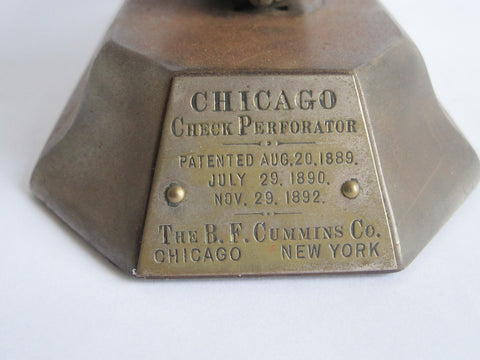 CHICAGO
CHECK PERFORATOR
PATENTED AUG.20.1889.
JULY 29.1890.
NOV. 29.1892.
THE B. F. CUMMINS CO.
CHICAGO NEW YORK